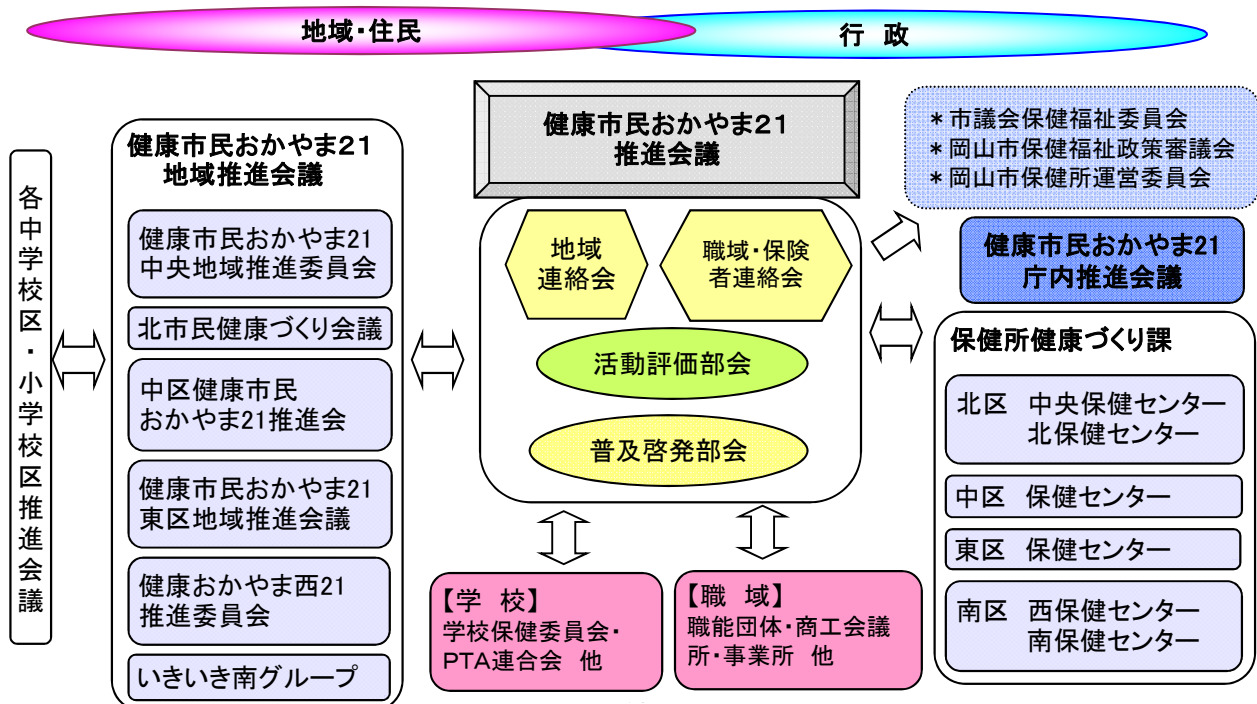 地域・住民
行 政
各中学校区・小学校区推進会議
健康市民おかやま21
地域推進会議
健康市民おかやま21
中央地域推進委員会
北市民健康づくり会議
中区健康市民
おかやま21推進会
健康市民おかやま21
東区地域推進会議
健康おかやま西21
推進委員会
いきいき南グループ
健康市民おかやま21
推進会議
地域
連絡会
職域・保険
者連絡会
活動評価部会
普及啓発部会
【学 校】
学校保健委員会・
PTA連合会 他
【職 域】
職能団体・商工会議
所・事業所 他
*市議会保健福祉委員会
*岡山市保健福祉政策審議会
*岡山市保健所運営委員会
健康市民おかやま21
庁内推進会議
保健所健康づくり課
北区 中央保健センター
北保健センター
中区 保健センター
東区 保健センター
南区 西保健センター
南保健センター